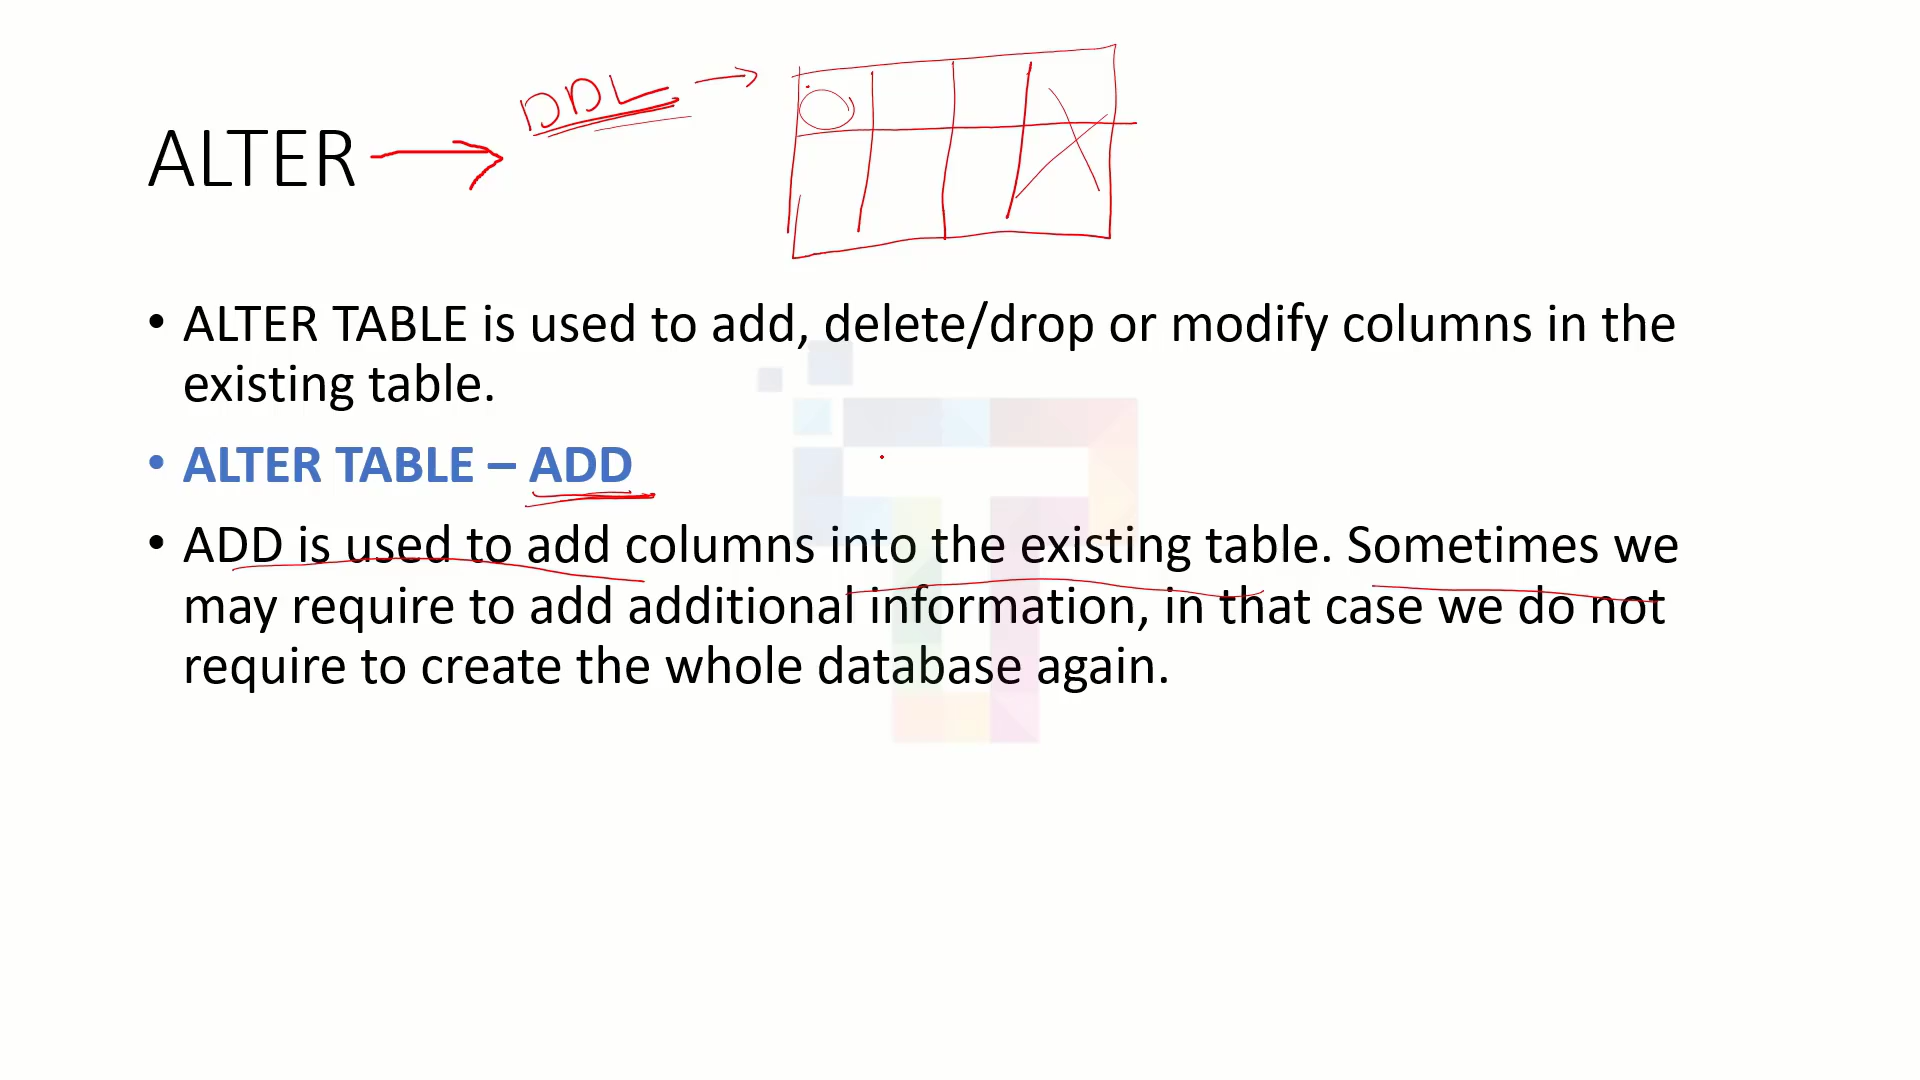 DDL
ALTER
• ALTER TABLE is used to add, delete/drop or modify columns in the
existing table.
• ALTER TABLE – ADD
• ADD is used to add columns into the existing table. Sometimes we
may require to add additional information, in that case we do not
require to create the whole database again.